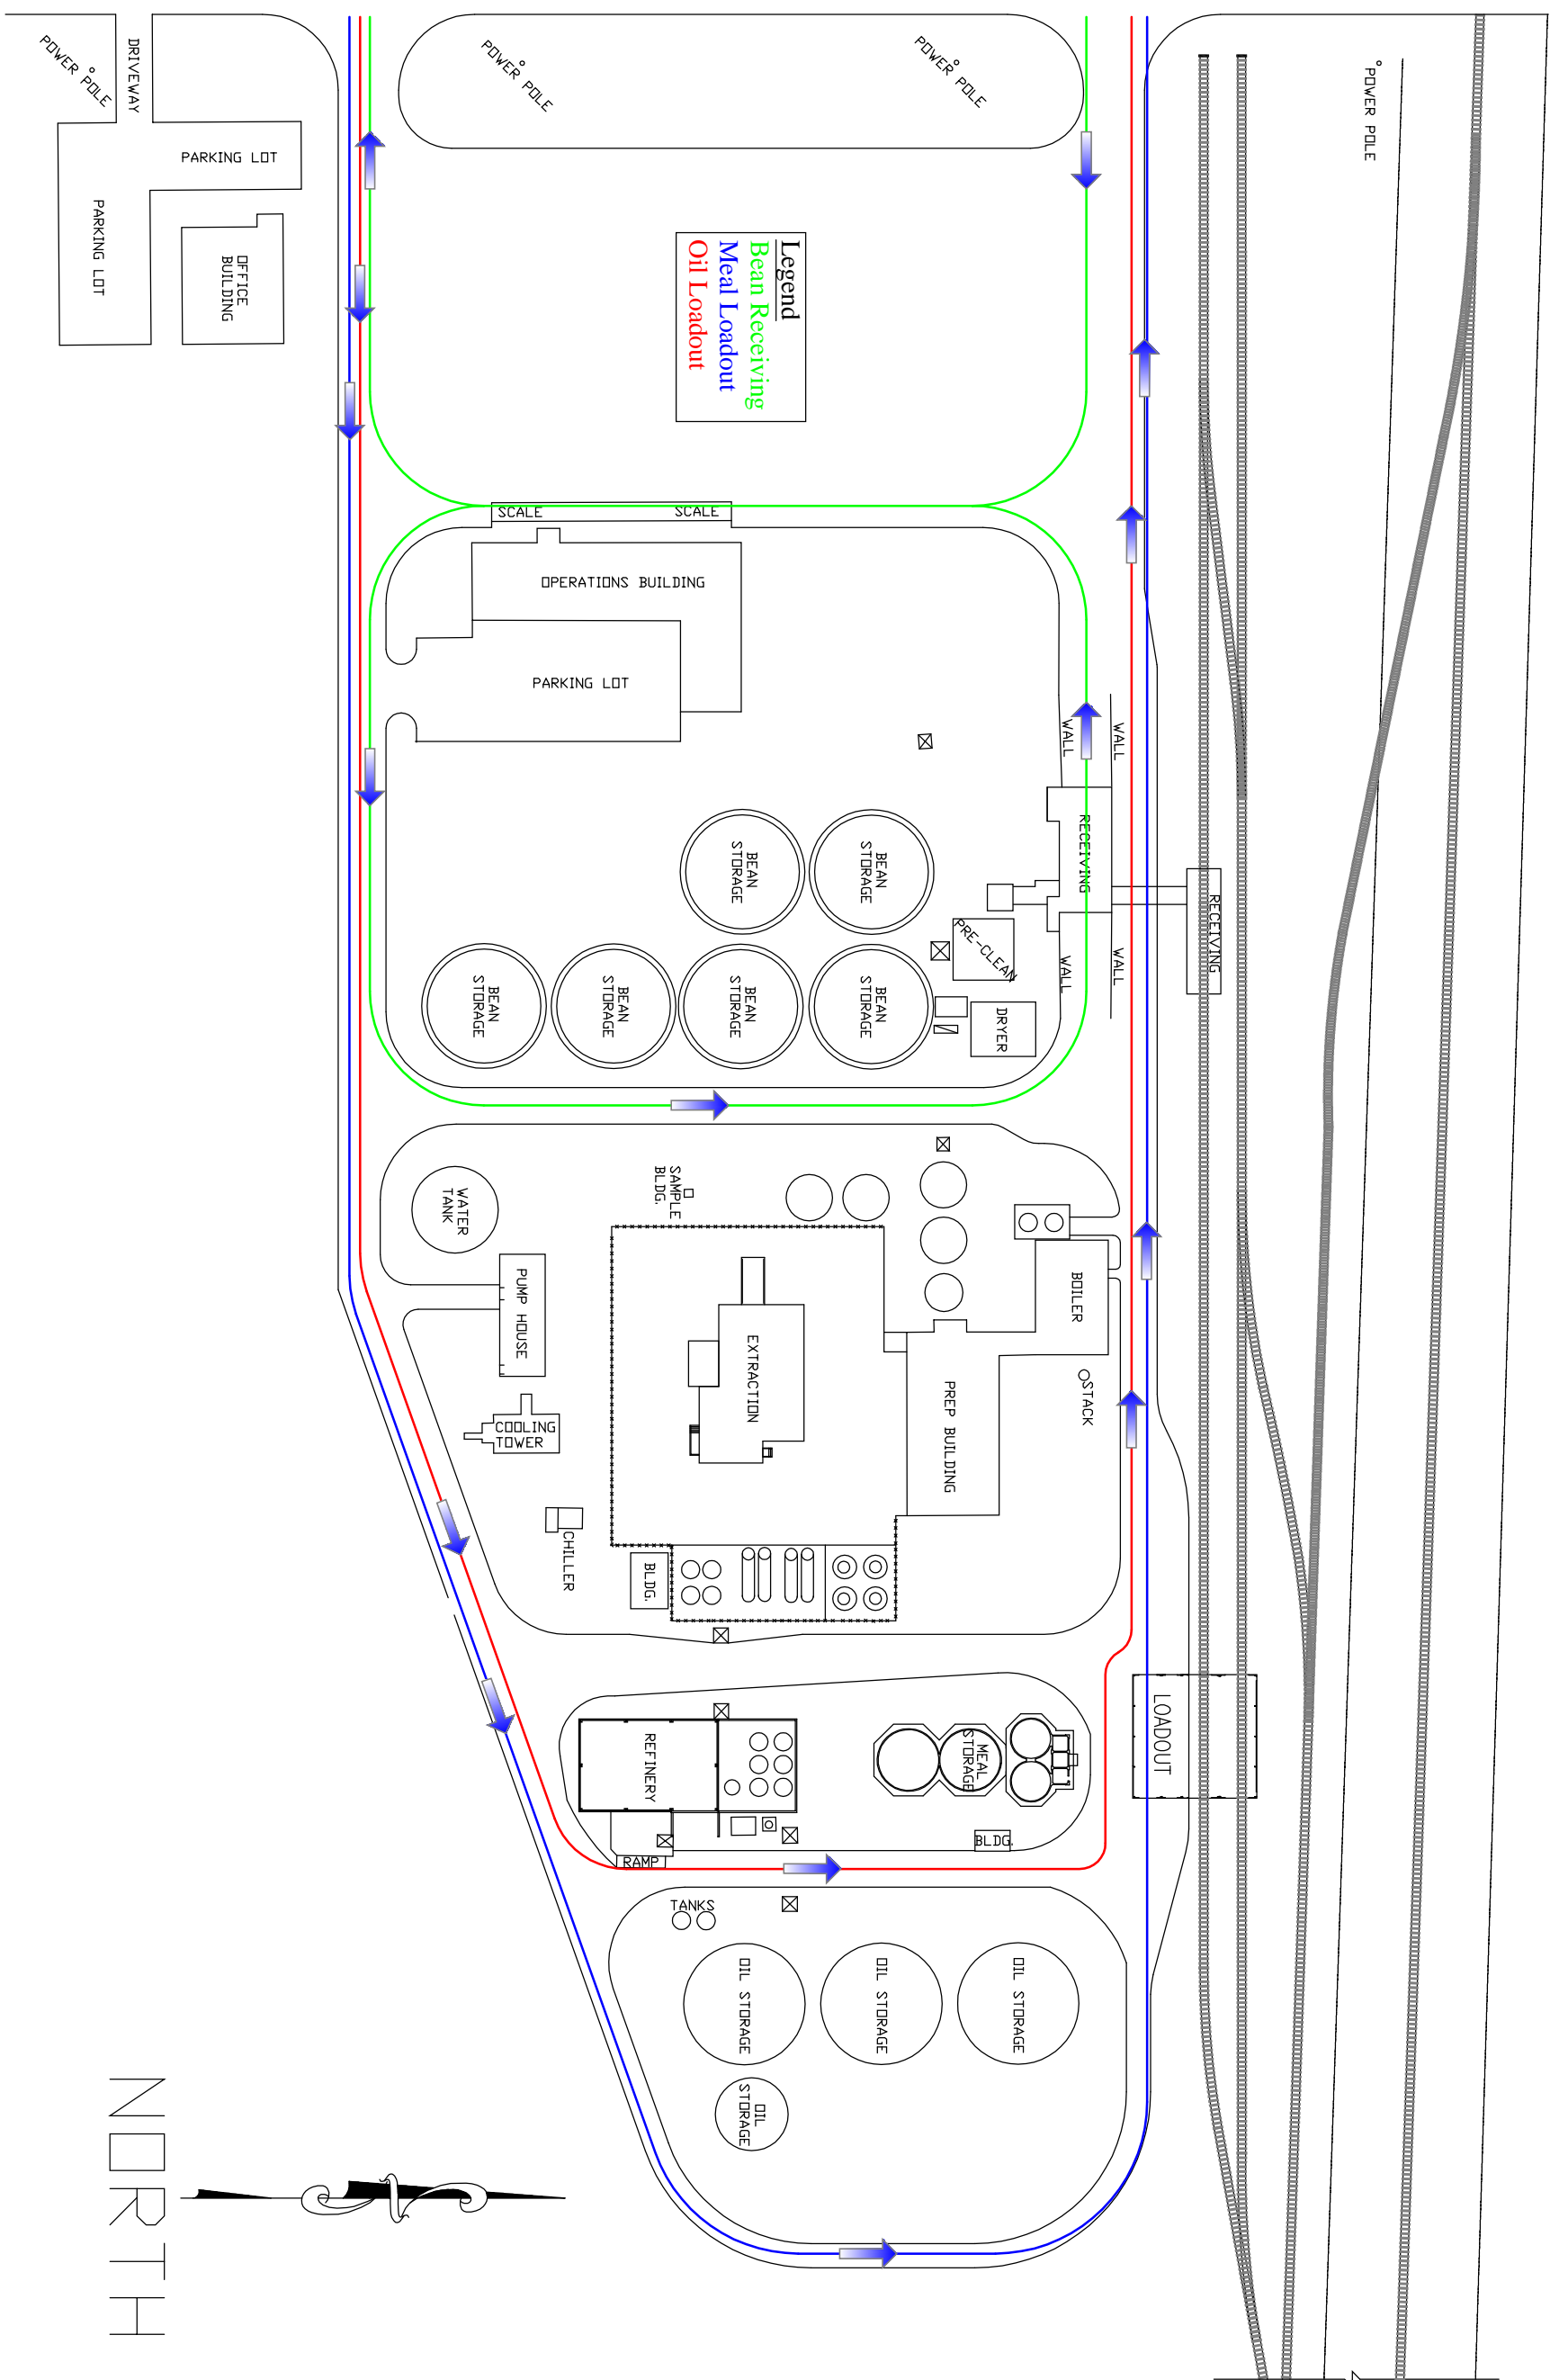 POWER POLE
DRIVEWAY
POWER POLE
POWER POLE
POWER POLE
PARKING LOT
PARKING LOT
OFFICE
BUILDING
Legend
Bean Receiving
Meal Loadout
Oil Loadout
SCALE
SCALE
OPERATIONS BUILDING
PARKING LOT
WALL
WALL
RECEIVING
RECEIVING
BEAN
STORAGE
BEAN
STORAGE
PRE-CLEAN
WALL
WALL
BEAN
STORAGE
BEAN
STORAGE
BEAN
STORAGE
BEAN
STORAGE
DRYER
WATER
TANK
SAMPLE
BLDG.
PUMP HOUSE
BOILER
EXTRACTION
PREP BUILDING
STACK
COOLING
TOWER
CHILLER
BLDG.
REFINERY
MEAL
STORAGE
LOADOUT
BLDG.
RAMP
TANKS
OIL STORAGE
OIL STORAGE
OIL STORAGE
OIL
STORAGE
NORTH